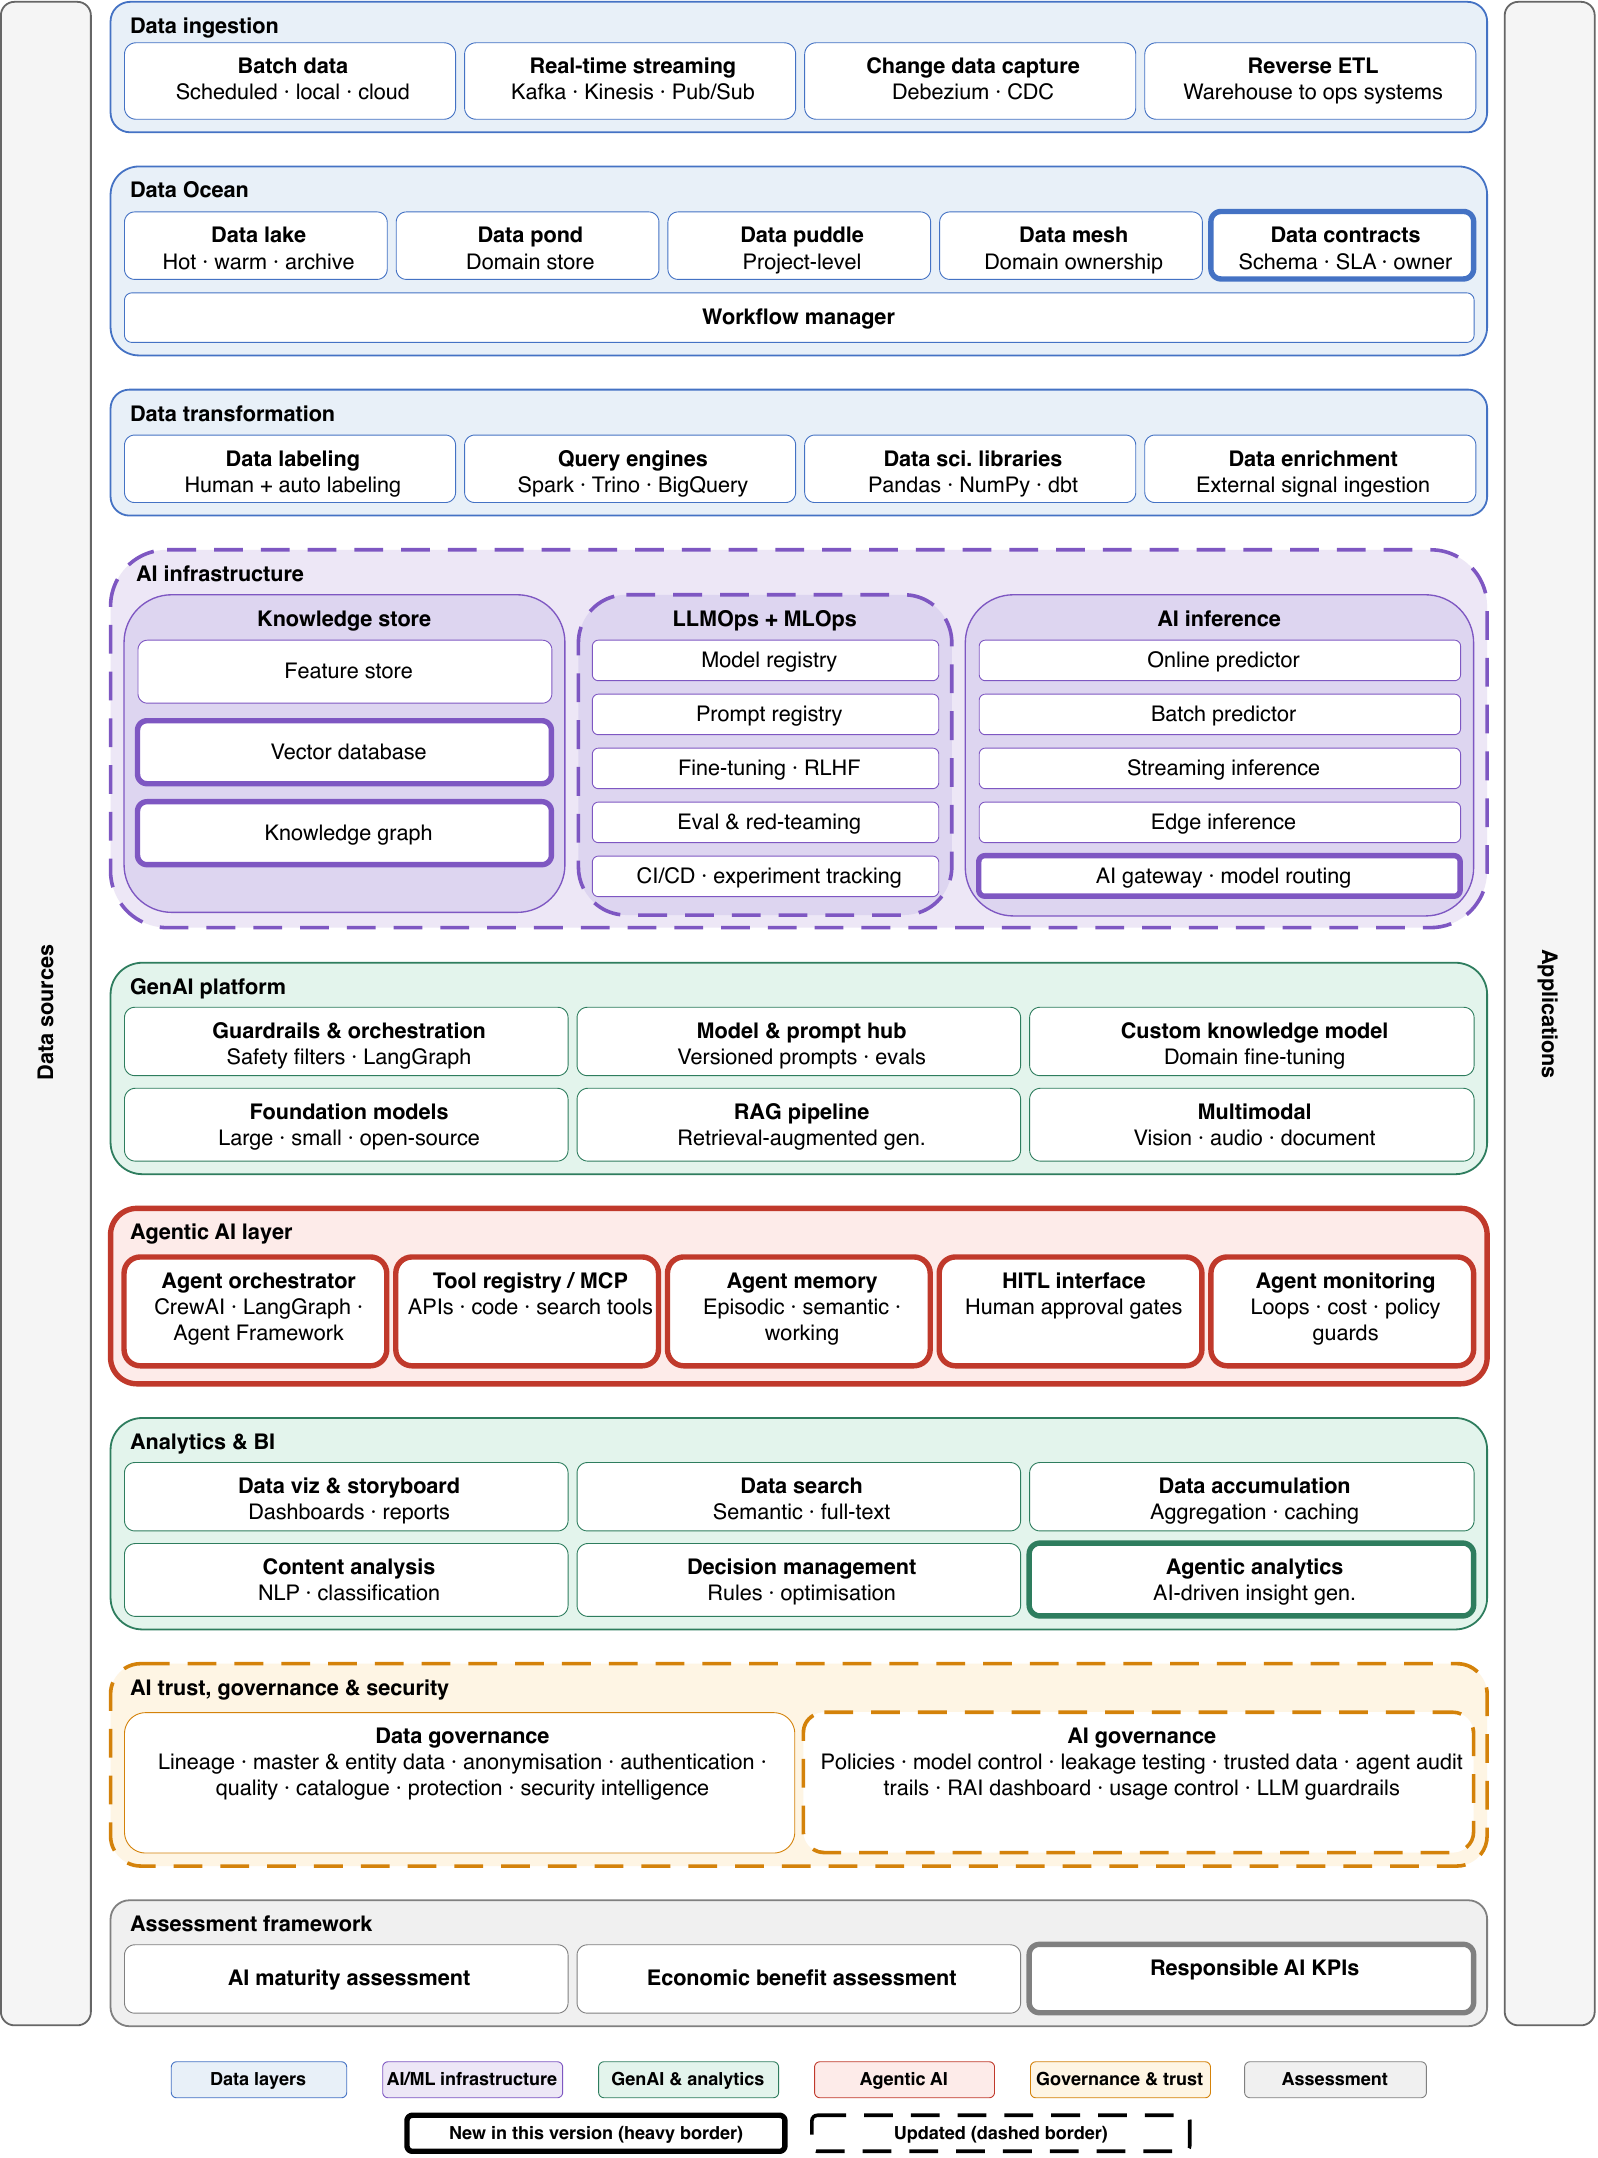 Data sources
Data ingestion
Batch data
Scheduled · local · cloud
Real-time streaming
Kafka · Kinesis · Pub/Sub
Change data capture
Debezium · CDC
Reverse ETL
Warehouse to ops systems
Data Ocean
Data lake
Hot · warm · archive
Data pond
Domain store
Data puddle
Project-level
Data mesh
Domain ownership
Data contracts
Schema · SLA · owner
Workflow manager
Data transformation
Data labeling
Human + auto labeling
Query engines
Spark · Trino · BigQuery
Data sci. libraries
Pandas · NumPy · dbt
Data enrichment
External signal ingestion
AI infrastructure
Knowledge store
Feature store
Vector database
Knowledge graph
LLMOps + MLOps
Model registry
Prompt registry
Fine-tuning · RLHF
Eval & red-teaming
CI/CD · experiment tracking
AI inference
Online predictor
Batch predictor
Streaming inference
Edge inference
AI gateway · model routing
GenAI platform
Guardrails & orchestration
Safety filters · LangGraph
Model & prompt hub
Versioned prompts · evals
Custom knowledge model
Domain fine-tuning
Foundation models
Large · small · open-source
RAG pipeline
Retrieval-augmented gen.
Multimodal
Vision · audio · document
Agentic AI layer
Agent orchestrator
CrewAI · LangGraph ·
Agent Framework
Tool registry / MCP
APIs · code · search tools
Agent memory
Episodic · semantic ·
working
HITL interface
Human approval gates
Agent monitoring
Loops · cost · policy
guards
Analytics & BI
Data viz & storyboard
Dashboards · reports
Data search
Semantic · full-text
Data accumulation
Aggregation · caching
Content analysis
NLP · classification
Decision management
Rules · optimisation
Agentic analytics
AI-driven insight gen.
AI trust, governance & security
Data governance
Lineage · master & entity data · anonymisation · authentication ·
quality · catalogue · protection · security intelligence
AI governance
Policies · model control · leakage testing · trusted data · agent audit
trails · RAI dashboard · usage control · LLM guardrails
Assessment framework
AI maturity assessment
Economic benefit assessment
Responsible AI KPIs
Applications
Data layers
AI/ML infrastructure
GenAI & analytics
Agentic AI
Governance & trust
Assessment
New in this version (heavy border)
Updated (dashed border)